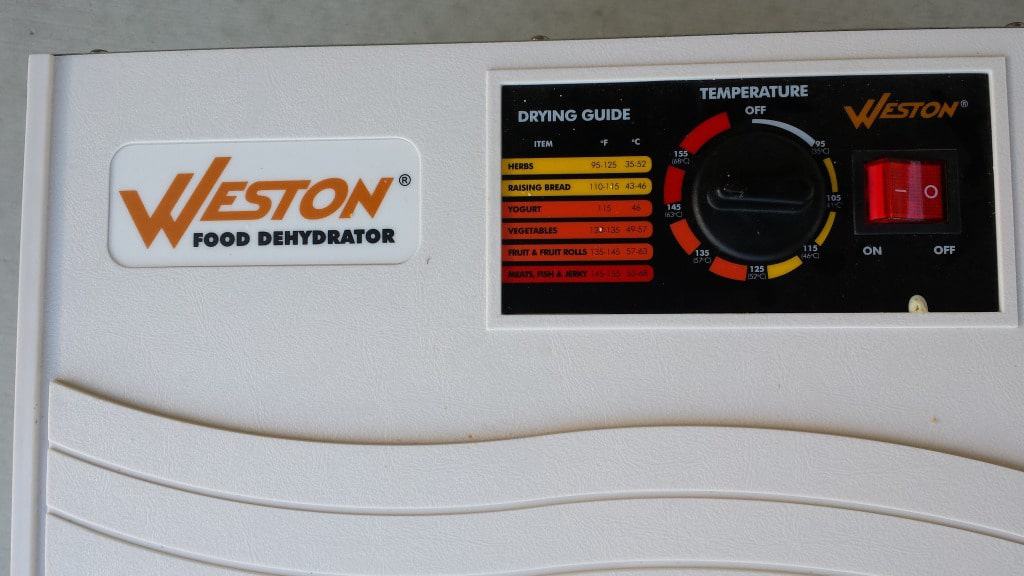 WESTON®
FOOD DEHYDRATOR
DRYING GUIDE
ITEM °F °C
HERBS 95-125 35-52
RAISING BREAD 110-115 43-46
YOGURT 115 46
VEGETABLES 49-57
FRUIT & FRUIT ROLLS 135-145 57-63
MEATS, FISH & JERKY 145-155
TEMPERATURE
OFF
95
(35°C)
105
115
(46°C)
125
(52°C)
135
(57°C)
145
(63°C)
155
(68°C)
WESTON®
ON OFF